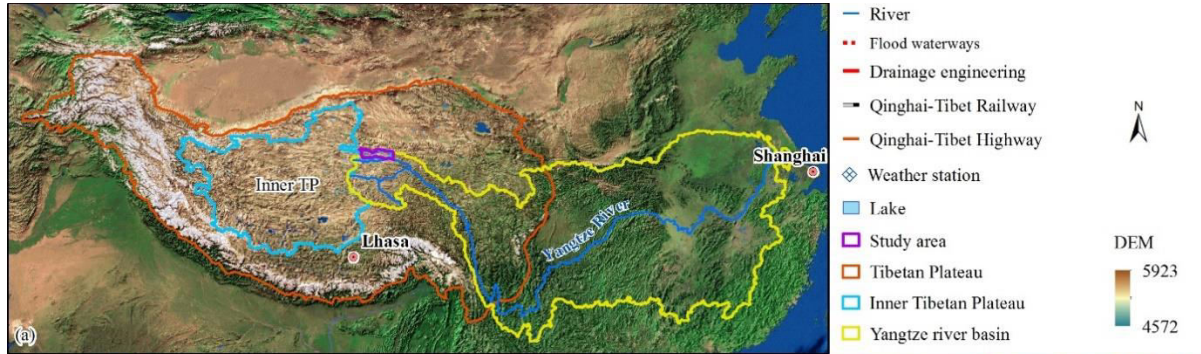 Inner TP
Lhasa
Yangtze River
Shanghai
(a)
River
Flood waterways
Drainage engineering
Qinghai-Tibet Railway
Qinghai-Tibet Highway
Weather station
Lake
Study area
Tibetan Plateau
Inner Tibetan Plateau
Yangtze river basin
N
DEM
5923
4572